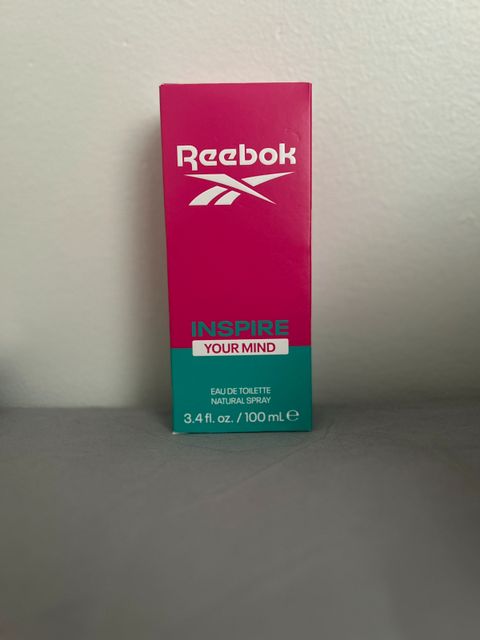 Reebok
INSPIRE
YOUR MIND
EAU DE TOILETTE
NATURAL SPRAY
3.4 fl. oz. / 100 ml ℮